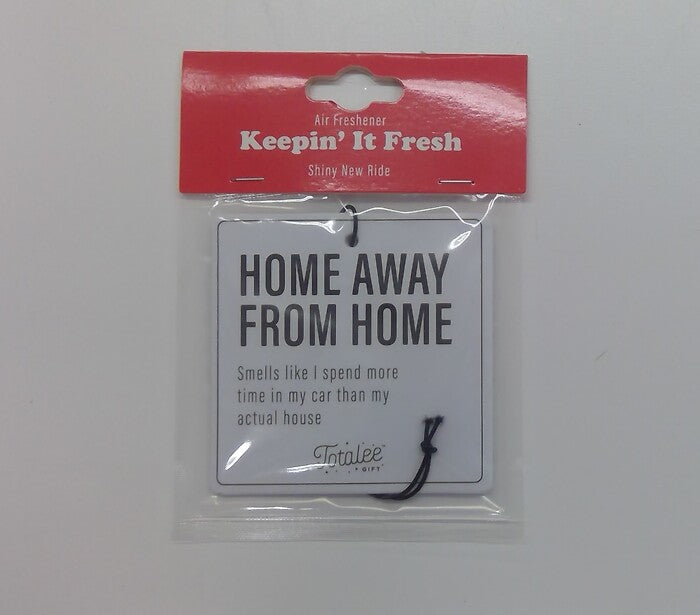 Air Freshener
Keepin' It Fresh
Shiny New Ride
HOME AWAY
FROM HOME
Smells like I spend more
time in my car than my
actual house
Totalee
GIFT